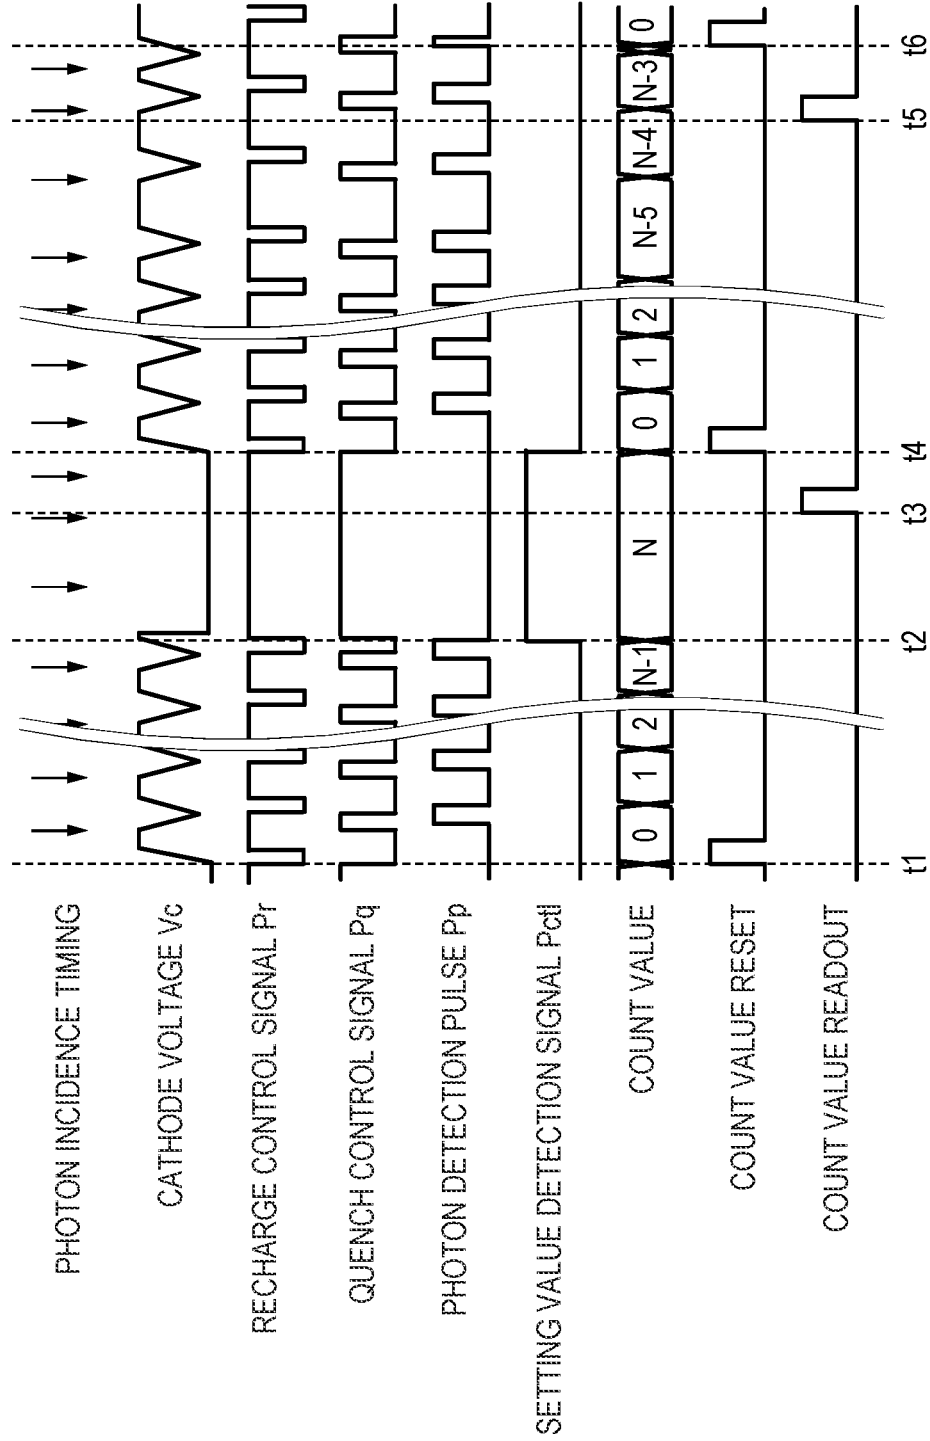 PHOTON INCIDENCE TIMING
CATHODE VOLTAGE Vc
RECHARGE CONTROL SIGNAL Pr
QUENCH CONTROL SIGNAL Pq
PHOTON DETECTION PULSE Pp
SETTING VALUE DETECTION SIGNAL Pctl
COUNT VALUE
0 1 2 N-1 N 0 1 2 N-5 N-4 N-3 0
COUNT VALUE RESET
COUNT VALUE READOUT
t1 t2 t3 t4 t5 t6